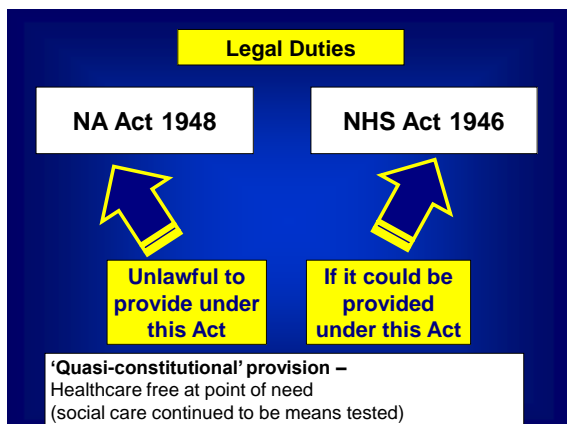 Legal Duties
NA Act 1948
NHS Act 1946
Unlawful to
provide under
this Act
If it could be
provided
under this Act
‘Quasi-constitutional’ provision –
Healthcare free at point of need
(social care continued to be means tested)